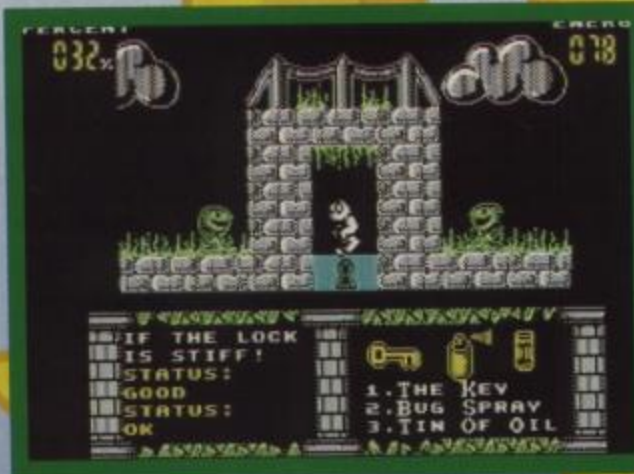 PERCENT
ENERG
032%
078
IF THE LOCK
IS STIFF!
STATUS:
GOOD
STATUS:
OK
1.THE KEY
2.BUG SPRAY
3.TIN OF OIL